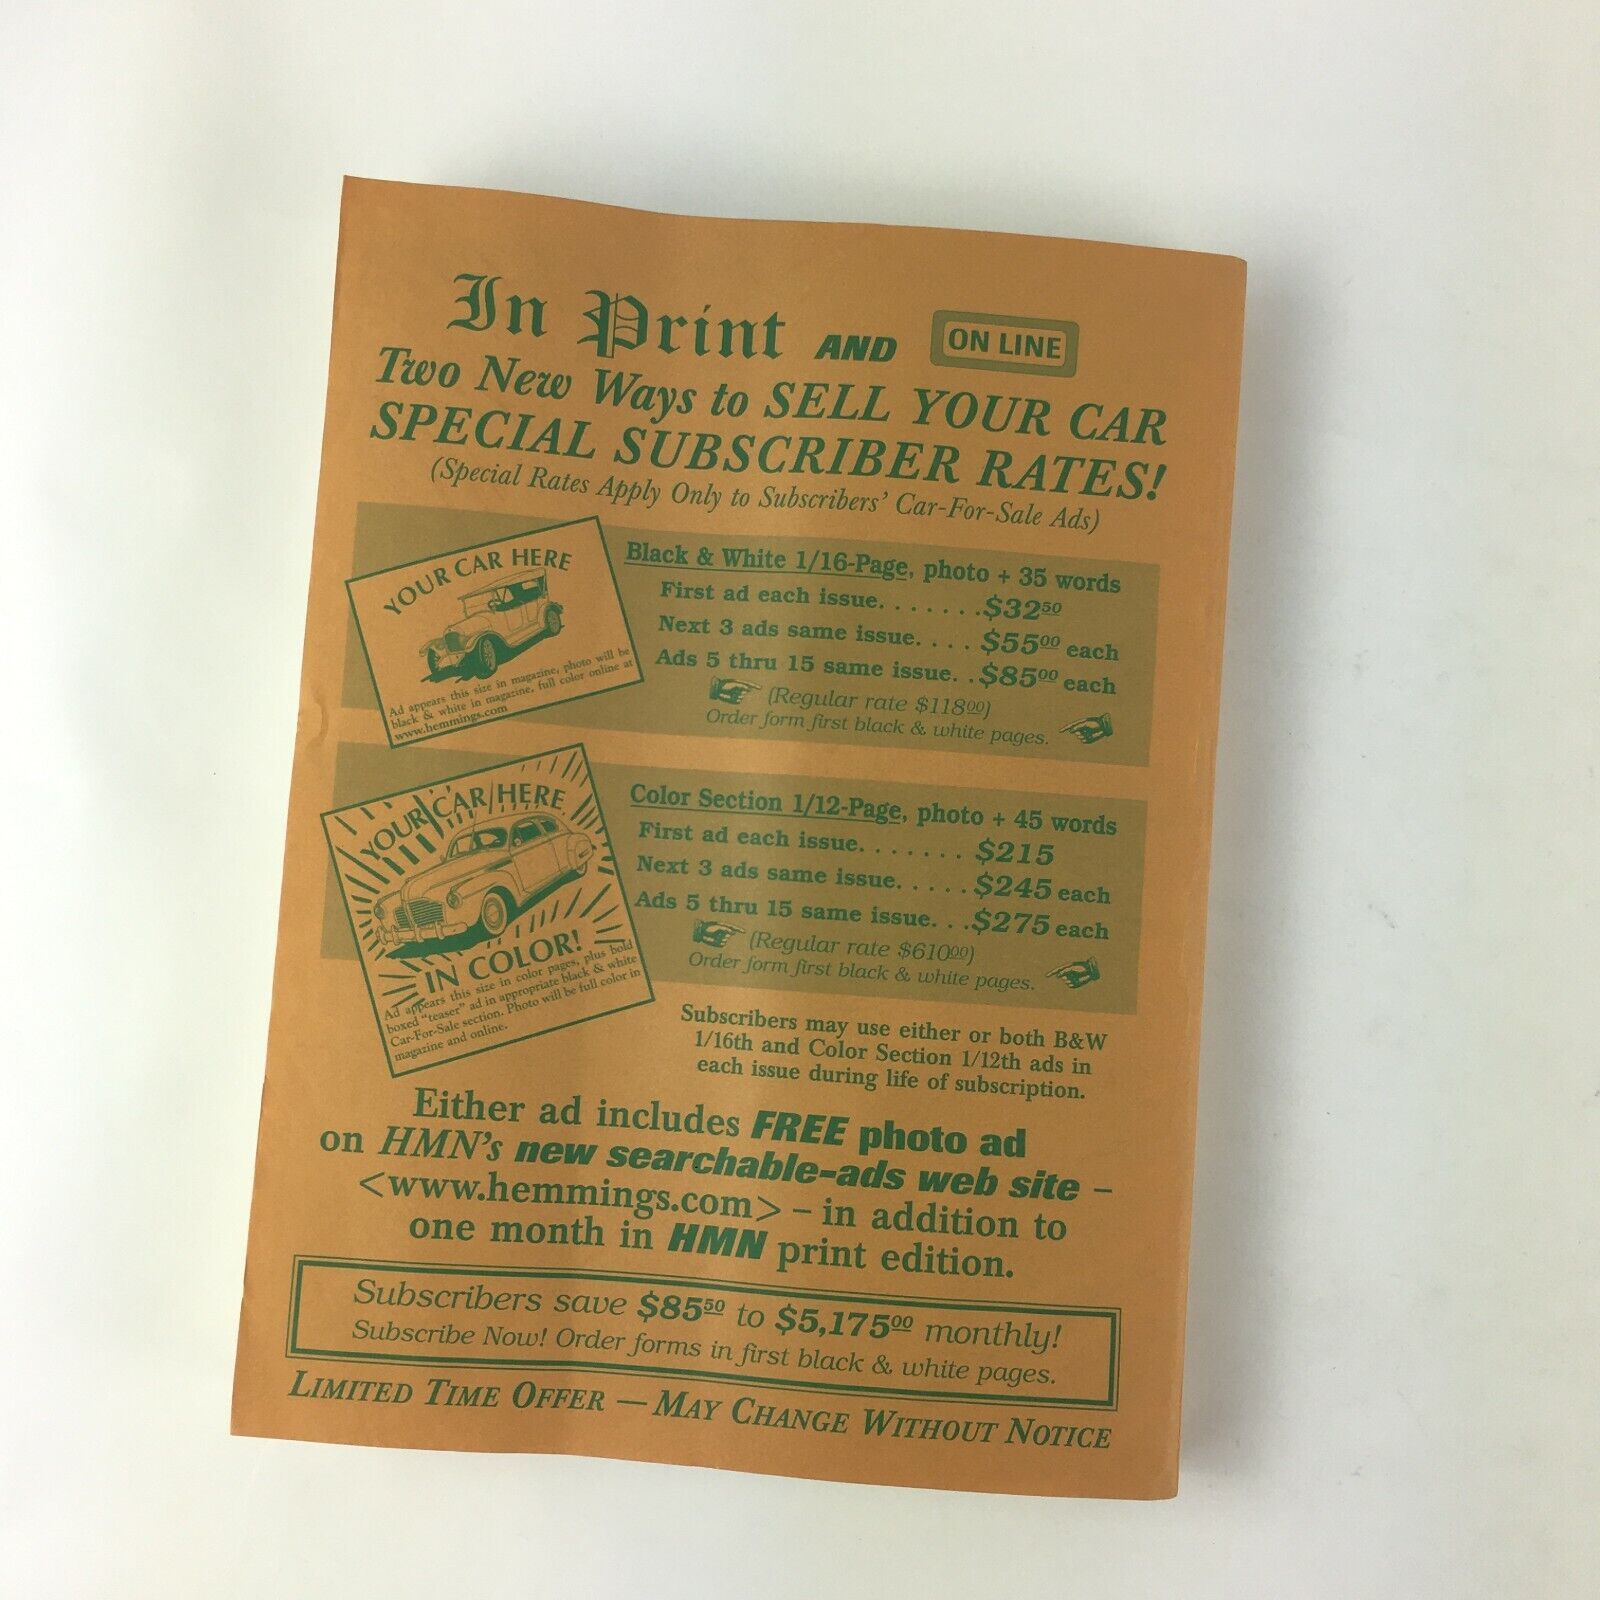 In Print AND ON LINE
Two New Ways to SELL YOUR CAR
SPECIAL SUBSCRIBER RATES!
(Special Rates Apply Only to Subscribers' Car-For-Sale Ads)
YOUR CAR HERE
Ad appears this size in magazine, photo will be
black & white in magazine, full color online at
www.hemmings.com
Black & White 1/16-Page, photo + 35 words
First ad each issue. . . . . . . $32 50
Next 3 ads same issue. . . . $55 00 each
Ads 5 thru 15 same issue. . $85 00 each
(Regular rate $118 00)
Order form first black & white pages.
YOUR CAR HERE
IN COLOR!
Ad appears this size in color pages, plus bold
boxed "teaser" ad in appropriate black & white
Car-For-Sale section. Photo will be full color in
magazine and online.
Color Section 1/12-Page, photo + 45 words
First ad each issue. . . . . . . $215
Next 3 ads same issue. . . . . $245 each
Ads 5 thru 15 same issue. . . $275 each
(Regular rate $610 00)
Order form first black & white pages.
Subscribers may use either or both B&W
1/16th and Color Section 1/12th ads in
each issue during life of subscription.
Either ad includes FREE photo ad
on HMN's new searchable-ads web site –
<www.hemmings.com> – in addition to
one month in HMN print edition.
Subscribers save $85 50 to $5,175 00 monthly!
Subscribe Now! Order forms in first black & white pages.
LIMITED TIME OFFER — MAY CHANGE WITHOUT NOTICE